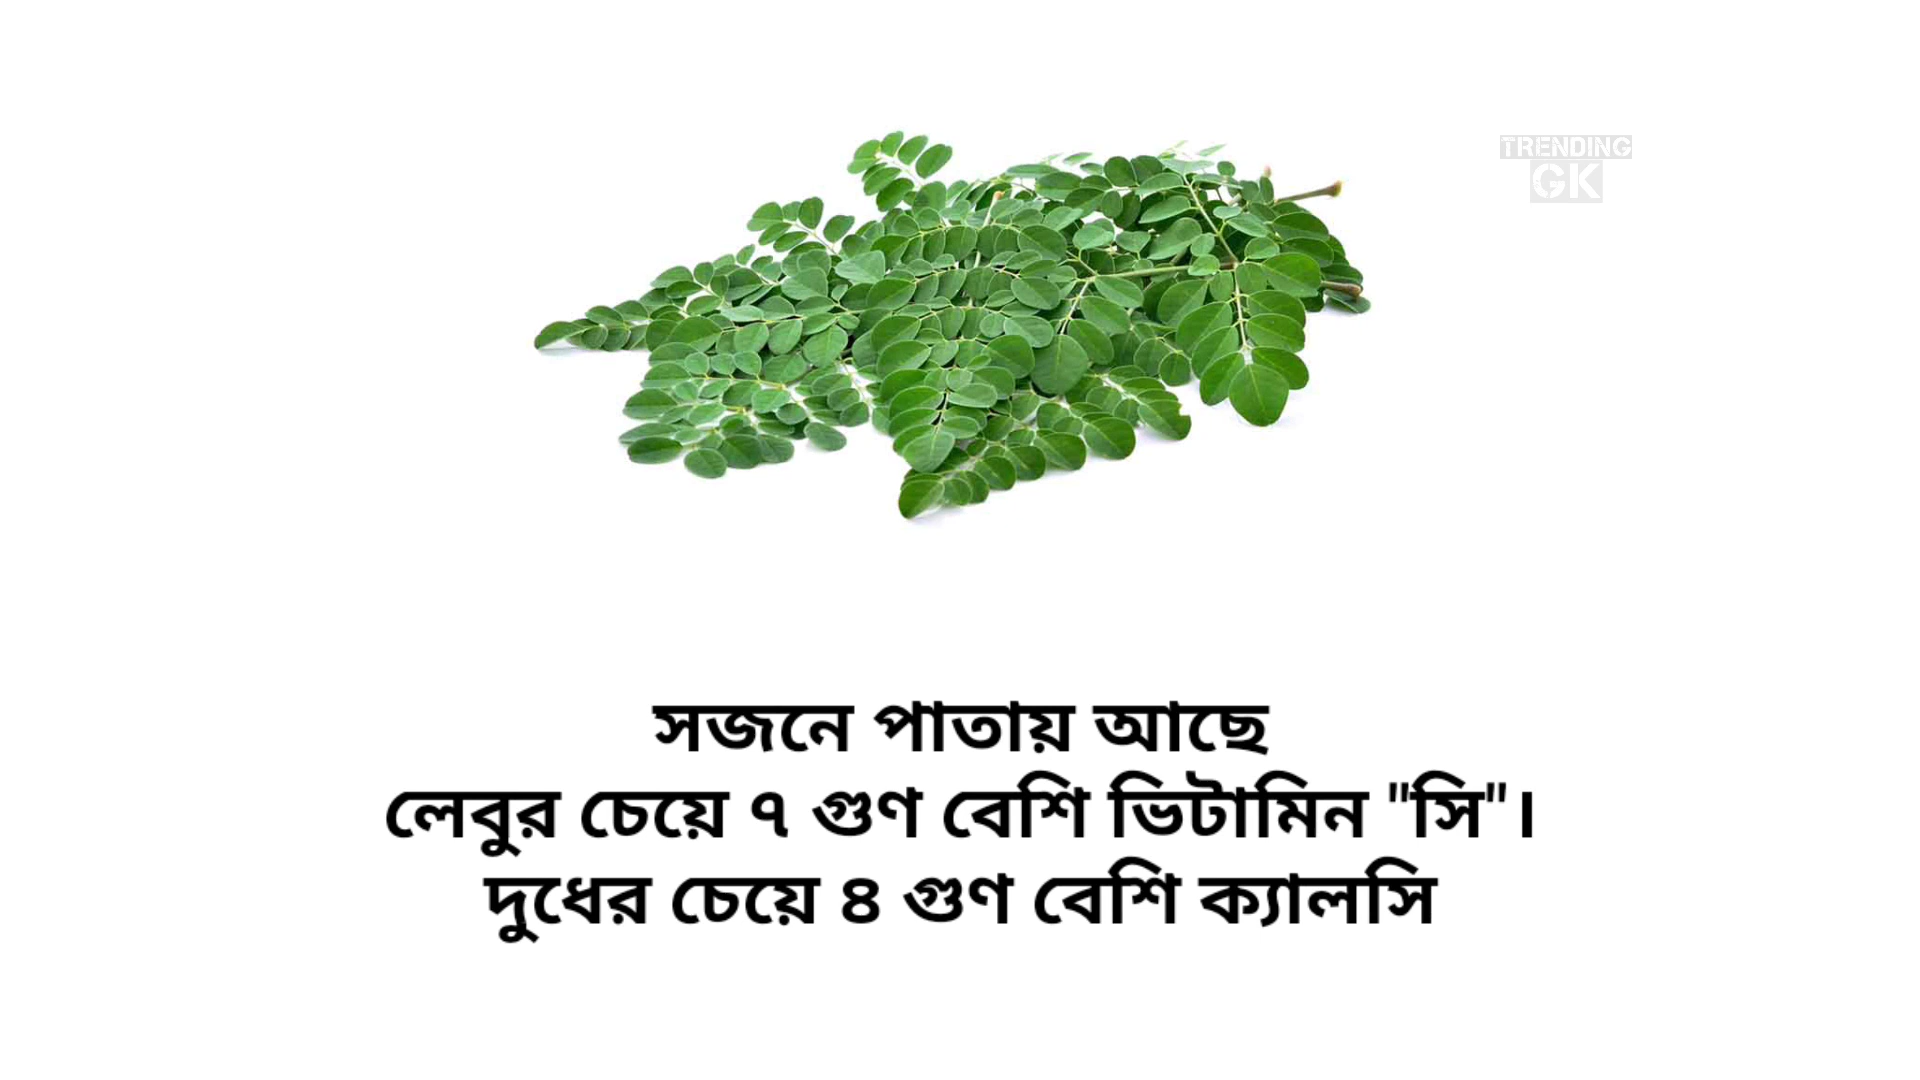 TRENDING
GK
সজনে পাতায় আছে
লেবুর চেয়ে ৭ গুণ বেশি ভিটামিন "সি"।
দুধের চেয়ে ৪ গুণ বেশি ক্যালসি